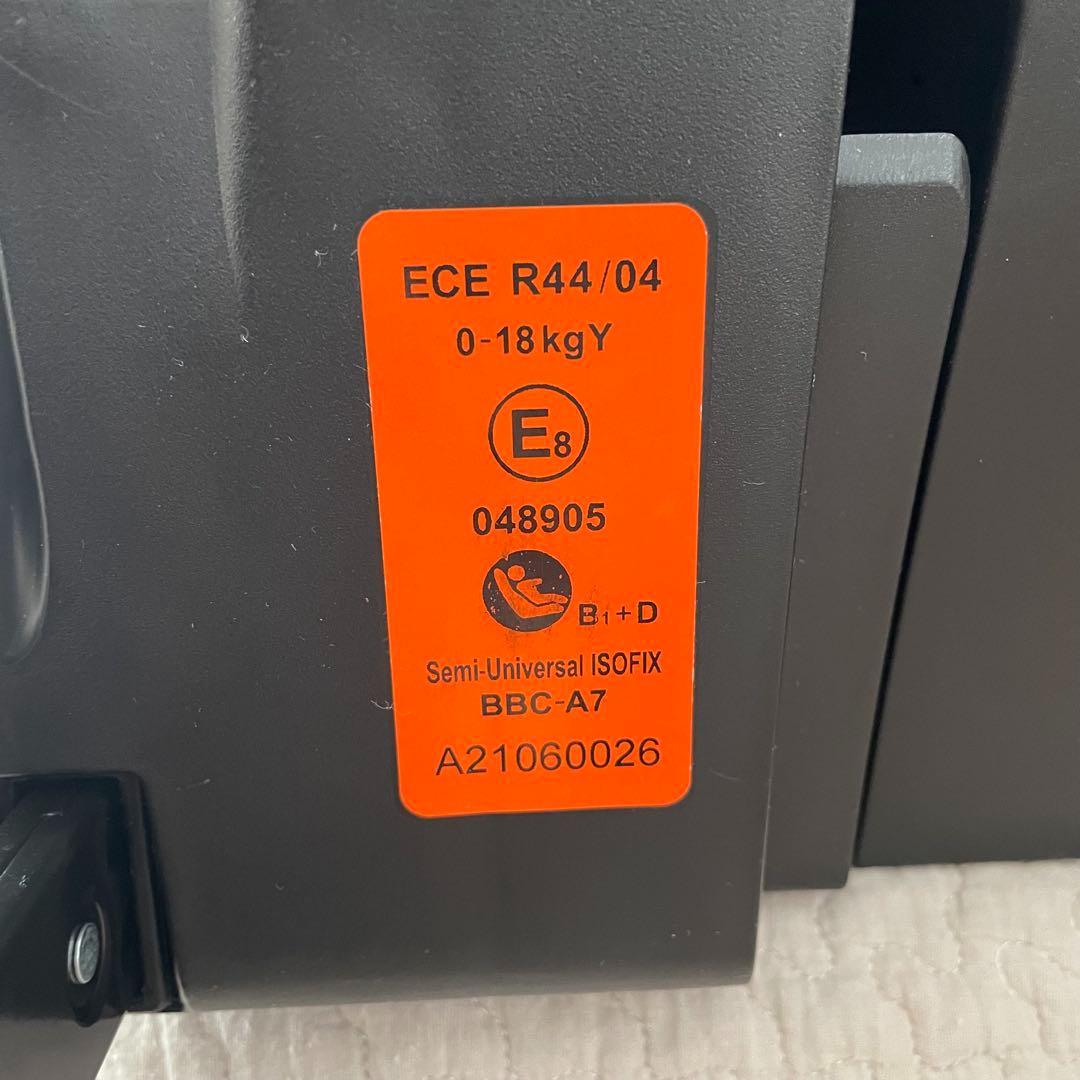 ECE R44/04
0-18kgY
E8
048905
B1+D
Semi-Universal ISOFIX
BBC-A7
A21060026